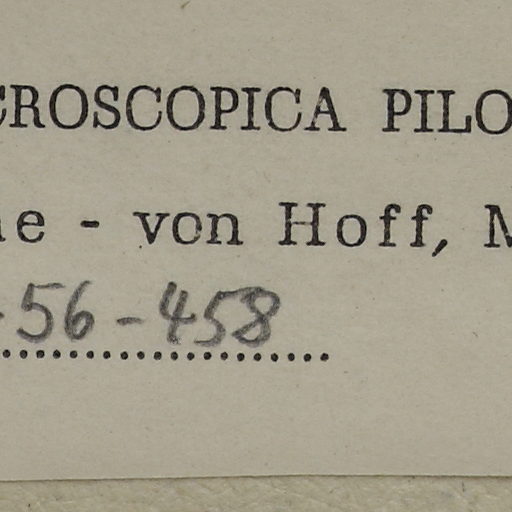 CROSCOPICA PILO
e - von Hoff, M
-56-458